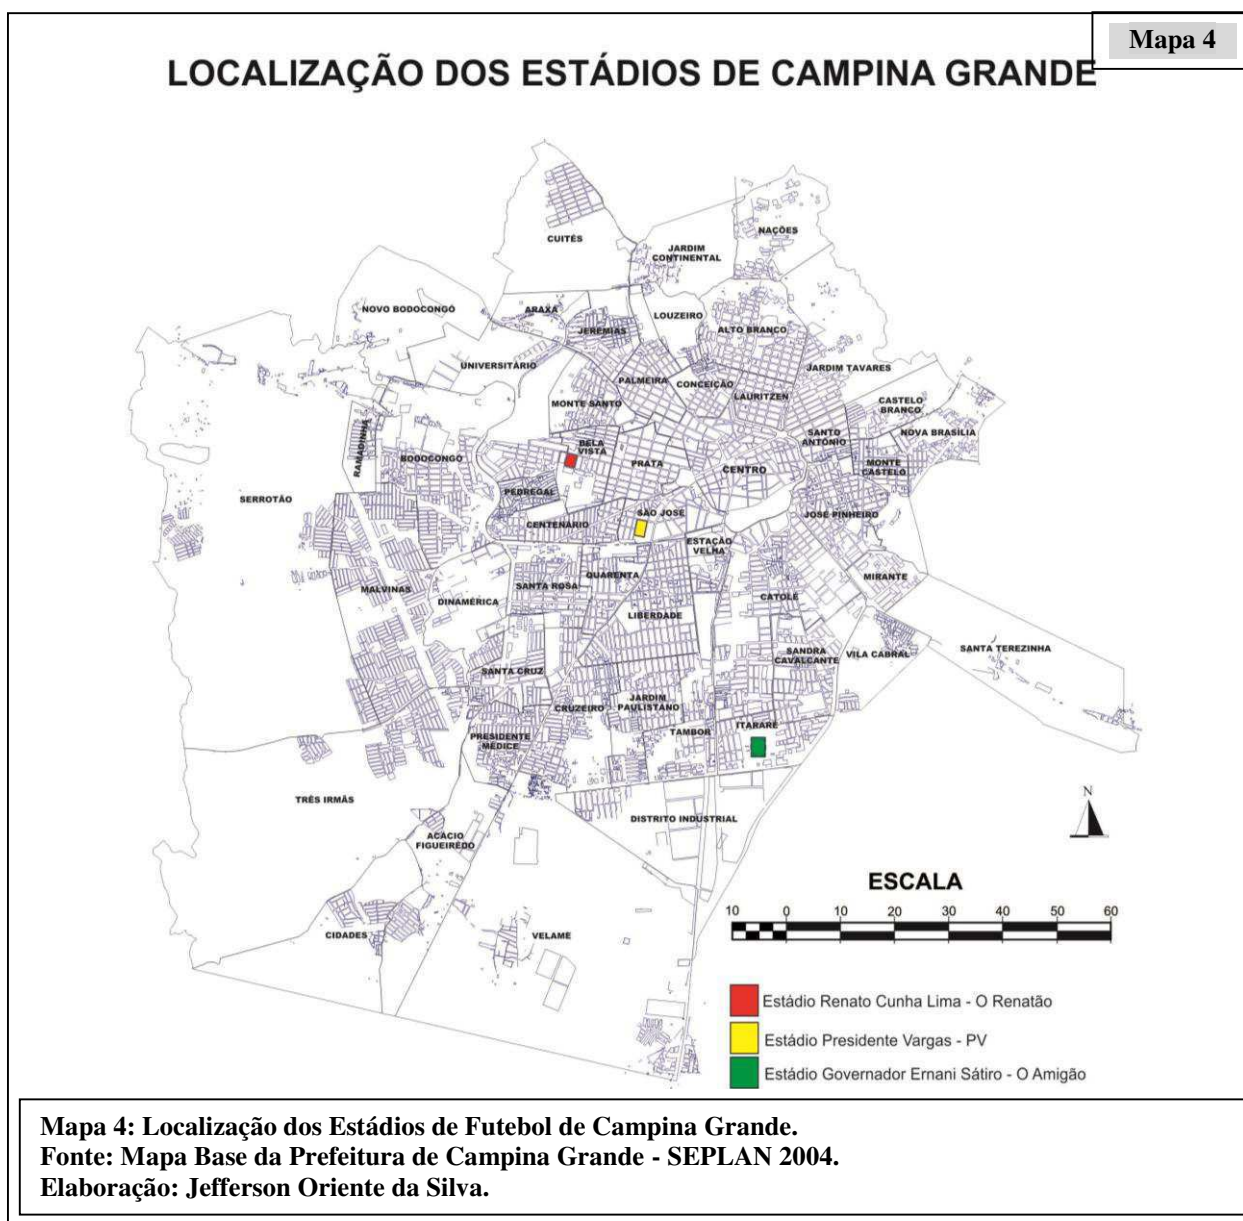 Mapa 4
LOCALIZAÇÃO DOS ESTÁDIOS DE CAMPINA GRANDE
CUITÉS
NAÇÕES
JARDIM
CONTINENTAL
NOVO BODOCONGÓ
ARAXÁ
LOUZEIRO
JEREMIAS
ALTO BRANCO
UNIVERSITÁRIO
JARDIM TAVARES
PALMEIRA
CONCEIÇÃO
LAURITZEN
MONTE SANTO
CASTELO
BRANCO
RAMADINHA
BELA
VISTA
SANTO
ANTÔNIO
NOVA BRASÍLIA
BODOCONGÓ
PRATA
CENTRO
MONTE
CASTELO
PEDREGAL
SERROTÃO
CENTENÁRIO
SÃO JOSÉ
JOSÉ PINHEIRO
ESTAÇÃO
VELHA
QUARENTA
MIRANTE
MALVINAS
SANTA ROSA
DINAMÉRICA
CATOLÉ
LIBERDADE
SANDRA
CAVALCANTE
VILA CABRAL
SANTA TEREZINHA
SANTA CRUZ
CRUZEIRO
JARDIM
PAULISTANO
ITARARÉ
PRESIDENTE
MÉDICE
TAMBOR
TRÊS IRMÃS
DISTRITO INDUSTRIAL
ACÁCIO
FIGUEIRÊDO
CIDADES
VELAME
N
ESCALA
10 0 10 20 30 40 50 60
Estádio Renato Cunha Lima - O Renatão
Estádio Presidente Vargas - PV
Estádio Governador Ernani Sátiro - O Amigão
Mapa 4: Localização dos Estádios de Futebol de Campina Grande.
Fonte: Mapa Base da Prefeitura de Campina Grande - SEPLAN 2004.
Elaboração: Jefferson Oriente da Silva.